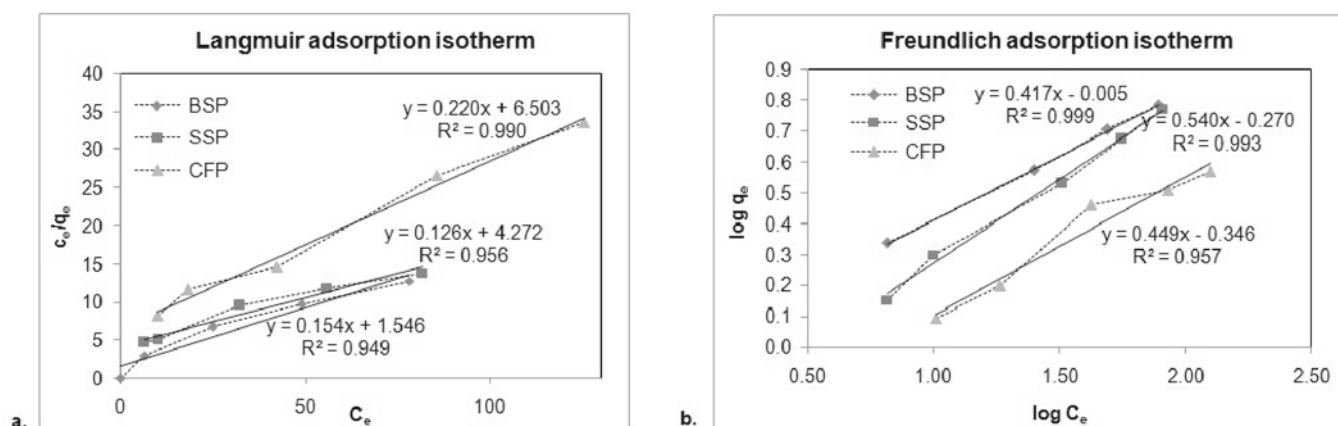 Langmuir adsorption isotherm
40
35
30
25
20
15
10
5
0
cₑ/qₑ
BSP
SSP
CFP
y = 0.220x + 6.503
R² = 0.990
y = 0.126x + 4.272
R² = 0.956
y = 0.154x + 1.546
R² = 0.949
0
50
100
Cₑ
a.
Freundlich adsorption isotherm
0.9
0.8
0.7
0.6
0.5
0.4
0.3
0.2
0.1
0.0
log qₑ
BSP
SSP
CFP
y = 0.417x - 0.005
R² = 0.999
y = 0.540x - 0.270
R² = 0.993
y = 0.449x - 0.346
R² = 0.957
0.50
1.00
1.50
2.00
2.50
log Cₑ
b.